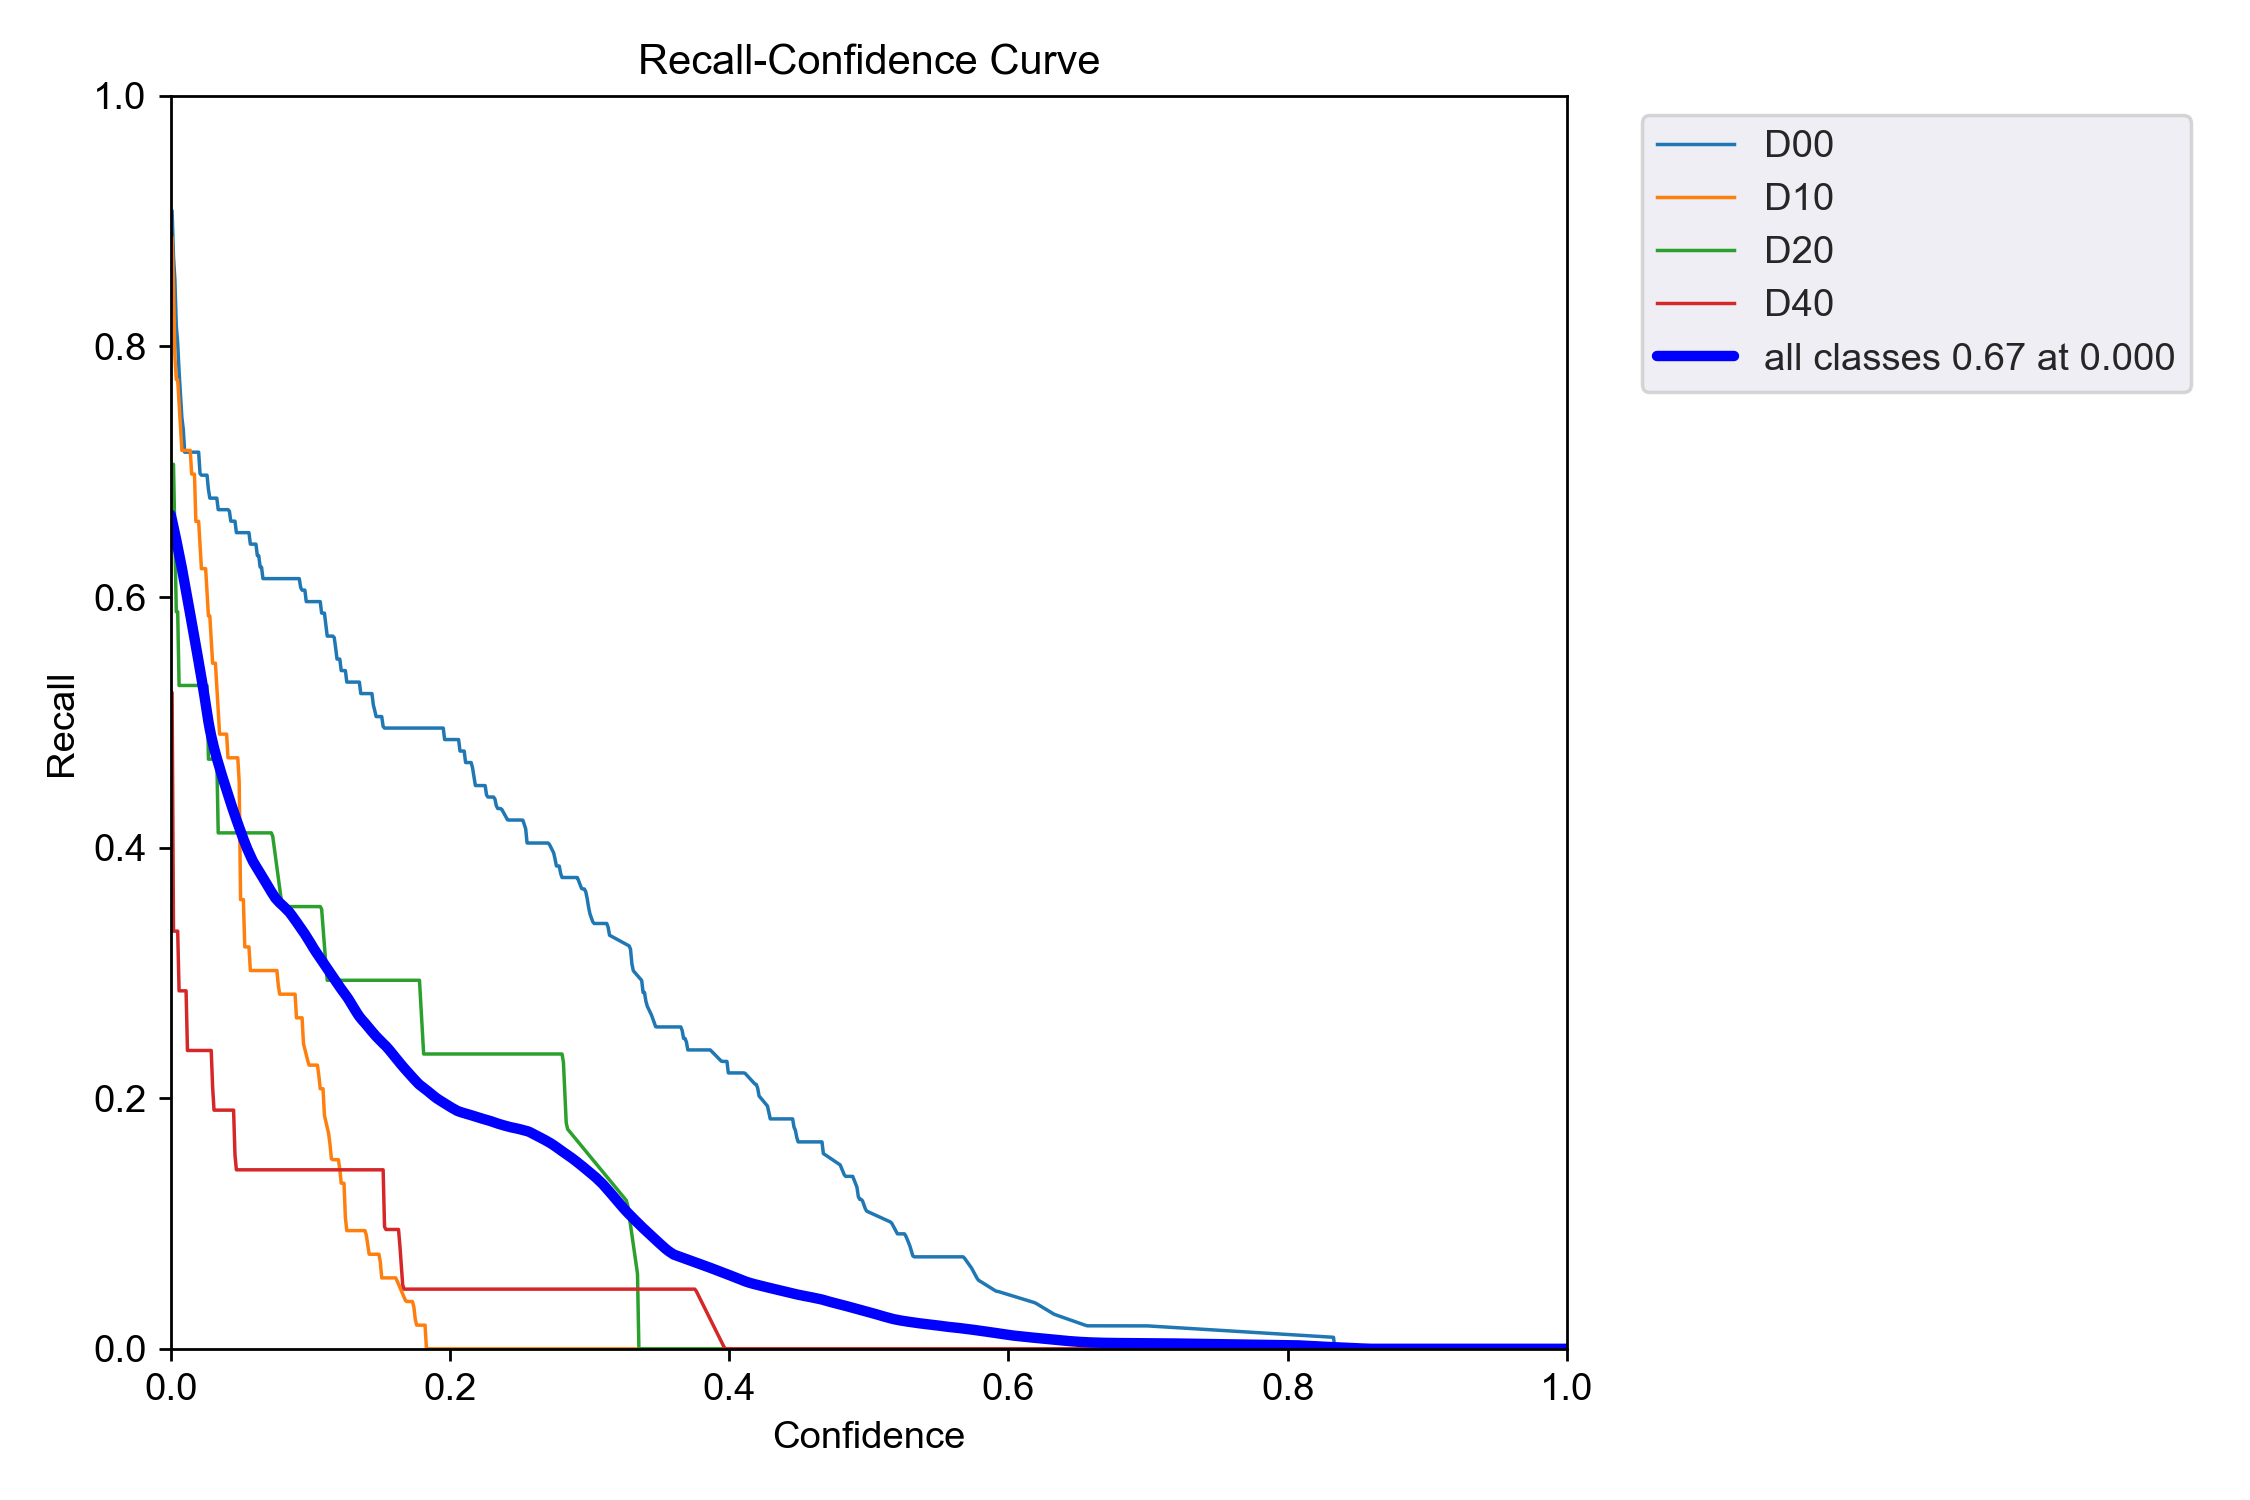 Recall-Confidence Curve
1.0
0.8
0.6
0.4
0.2
0.0
Recall
0.0 0.2 0.4 0.6 0.8 1.0
Confidence
D00
D10
D20
D40
all classes 0.67 at 0.000